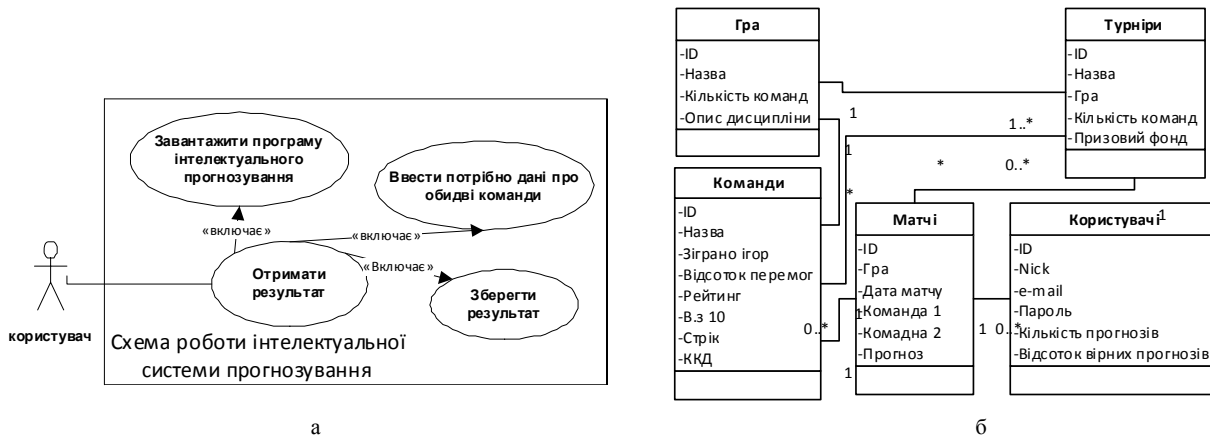 Завантажити програму
інтелектуального
прогнозування
Ввести потрібно дані про
обидві команди
«включає»
«включає»
«Включає»
Отримати
результат
Зберегти
результат
користувач
Схема роботи інтелектуальної
системи прогнозування
а
Гра
-ID
-Назва
-Кількість команд
-Опис дисципліни
Турніри
-ID
-Назва
-Гра
-Кількість команд
-Призовий фонд
1
1
1..*
*
0..*
*
Команди
-ID
-Назва
-Зіграно ігор
-Відсоток перемог
-Рейтинг
-В.з 10
-Стрік
-ККД
0..*
1
1
Матчі
-ID
-Гра
-Дата матчу
-Команда 1
-Комадна 2
-Прогноз
1
0..*
Користувачі
1
-ID
-Nick
-e-mail
-Пароль
-Кількість прогнозів
-Відсоток вірних прогнозів
б